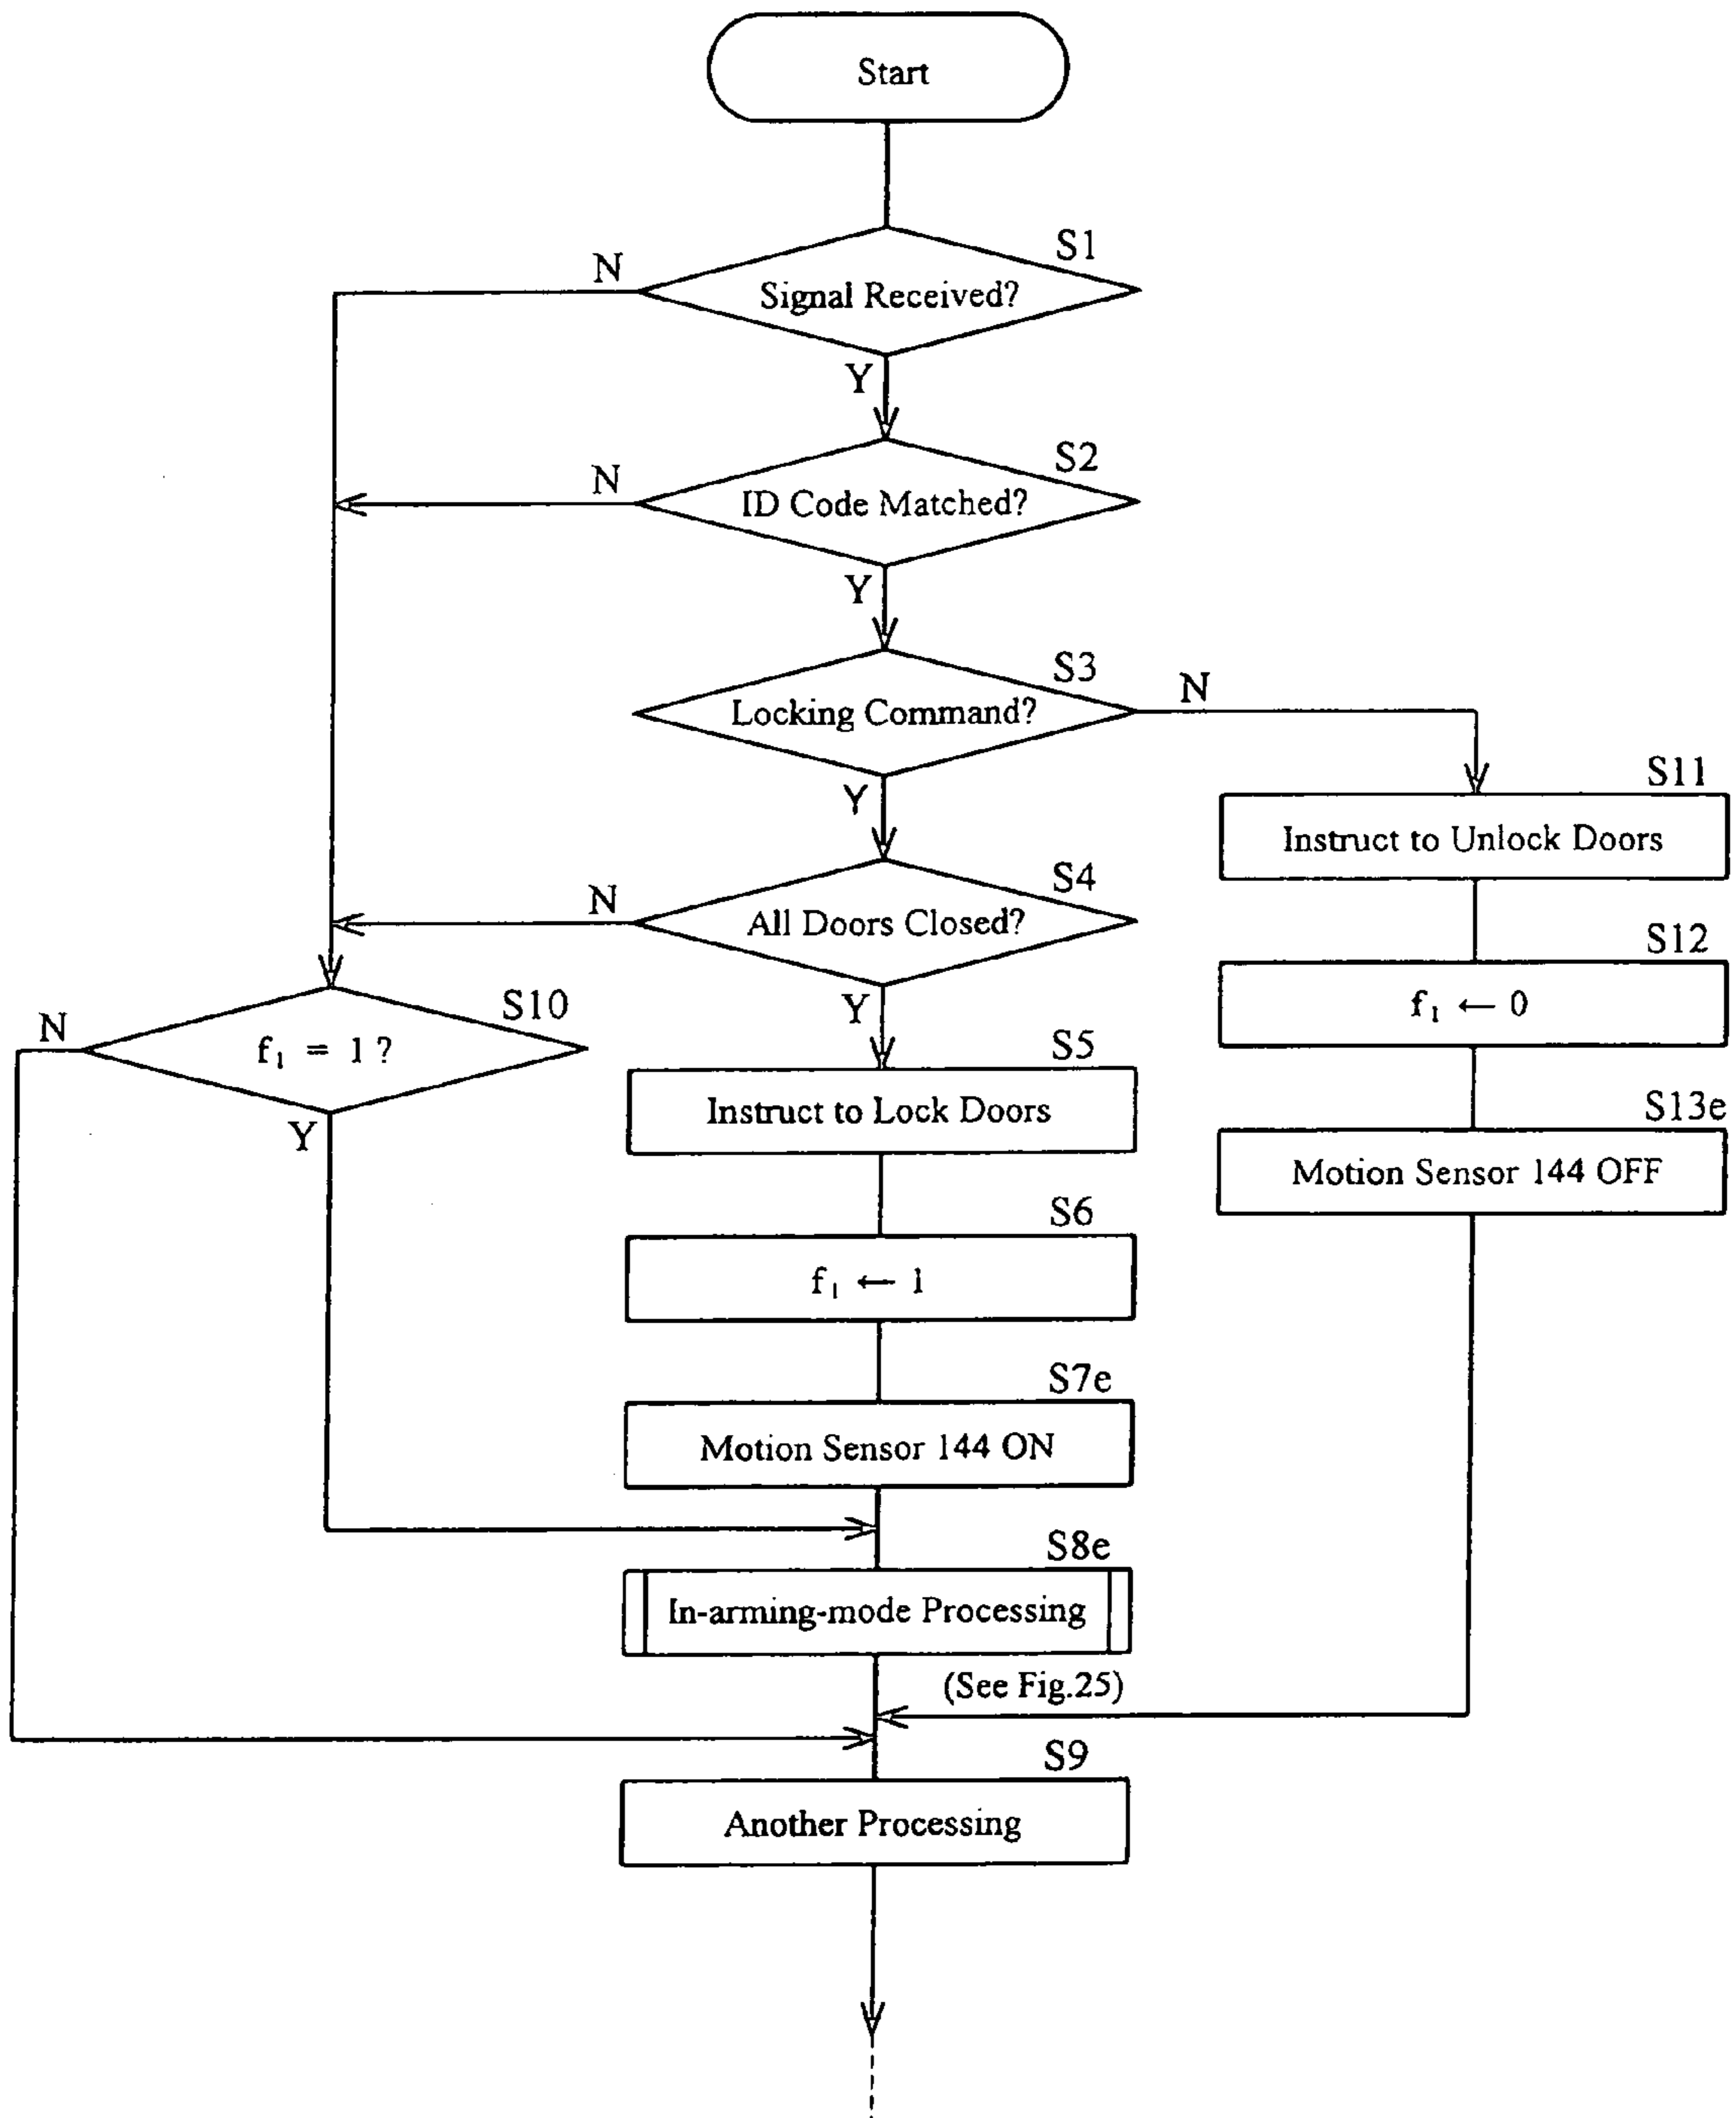 Start
S1
N
Signal Received?
Y
S2
N
ID Code Matched?
Y
S3
N
Locking Command?
Y
S11
Instruct to Unlock Doors
S4
N
All Doors Closed?
Y
S12
f₁ ← 0
S10
N
f₁ = 1 ?
Y
S5
Instruct to Lock Doors
S13e
Motion Sensor 144 OFF
S6
f₁ ← 1
S7e
Motion Sensor 144 ON
S8e
In-arming-mode Processing
(See Fig.25)
S9
Another Processing